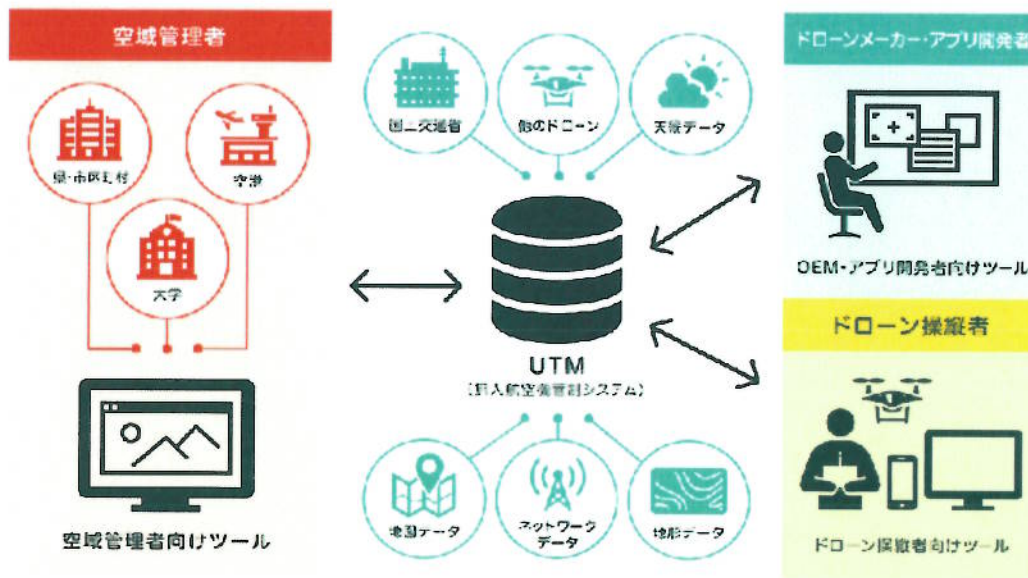 空域管理者
県・市区町村
空港
大学
空域管理者向けツール
国土交通省
他のドローン
天候データ
UTM
(無人航空機管制システム)
地図データ
ネットワーク
データ
地形データ
ドローンメーカー・アプリ開発者
OEM・アプリ開発者向けツール
ドローン操縦者
ドローン操縦者向けツール